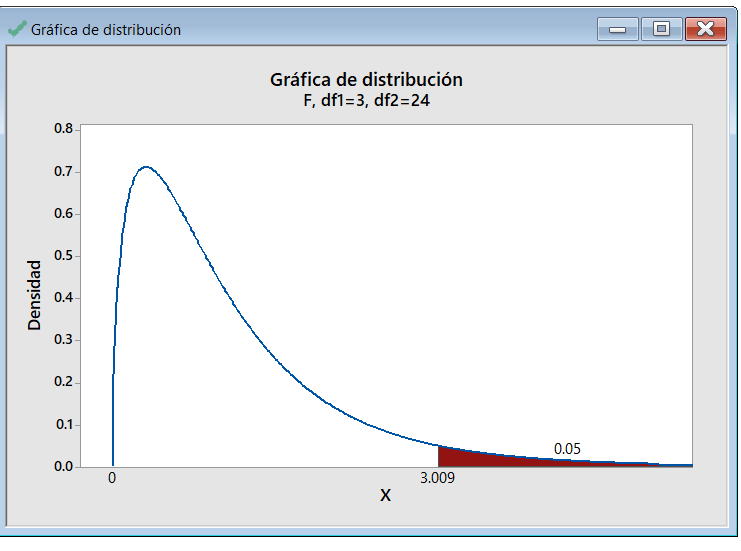 Gráfica de distribución
Gráfica de distribución
F, df1=3, df2=24
0.8
0.7
0.6
0.5
0.4
0.3
0.2
0.1
0.0
Densidad
0.05
0
3.009
X